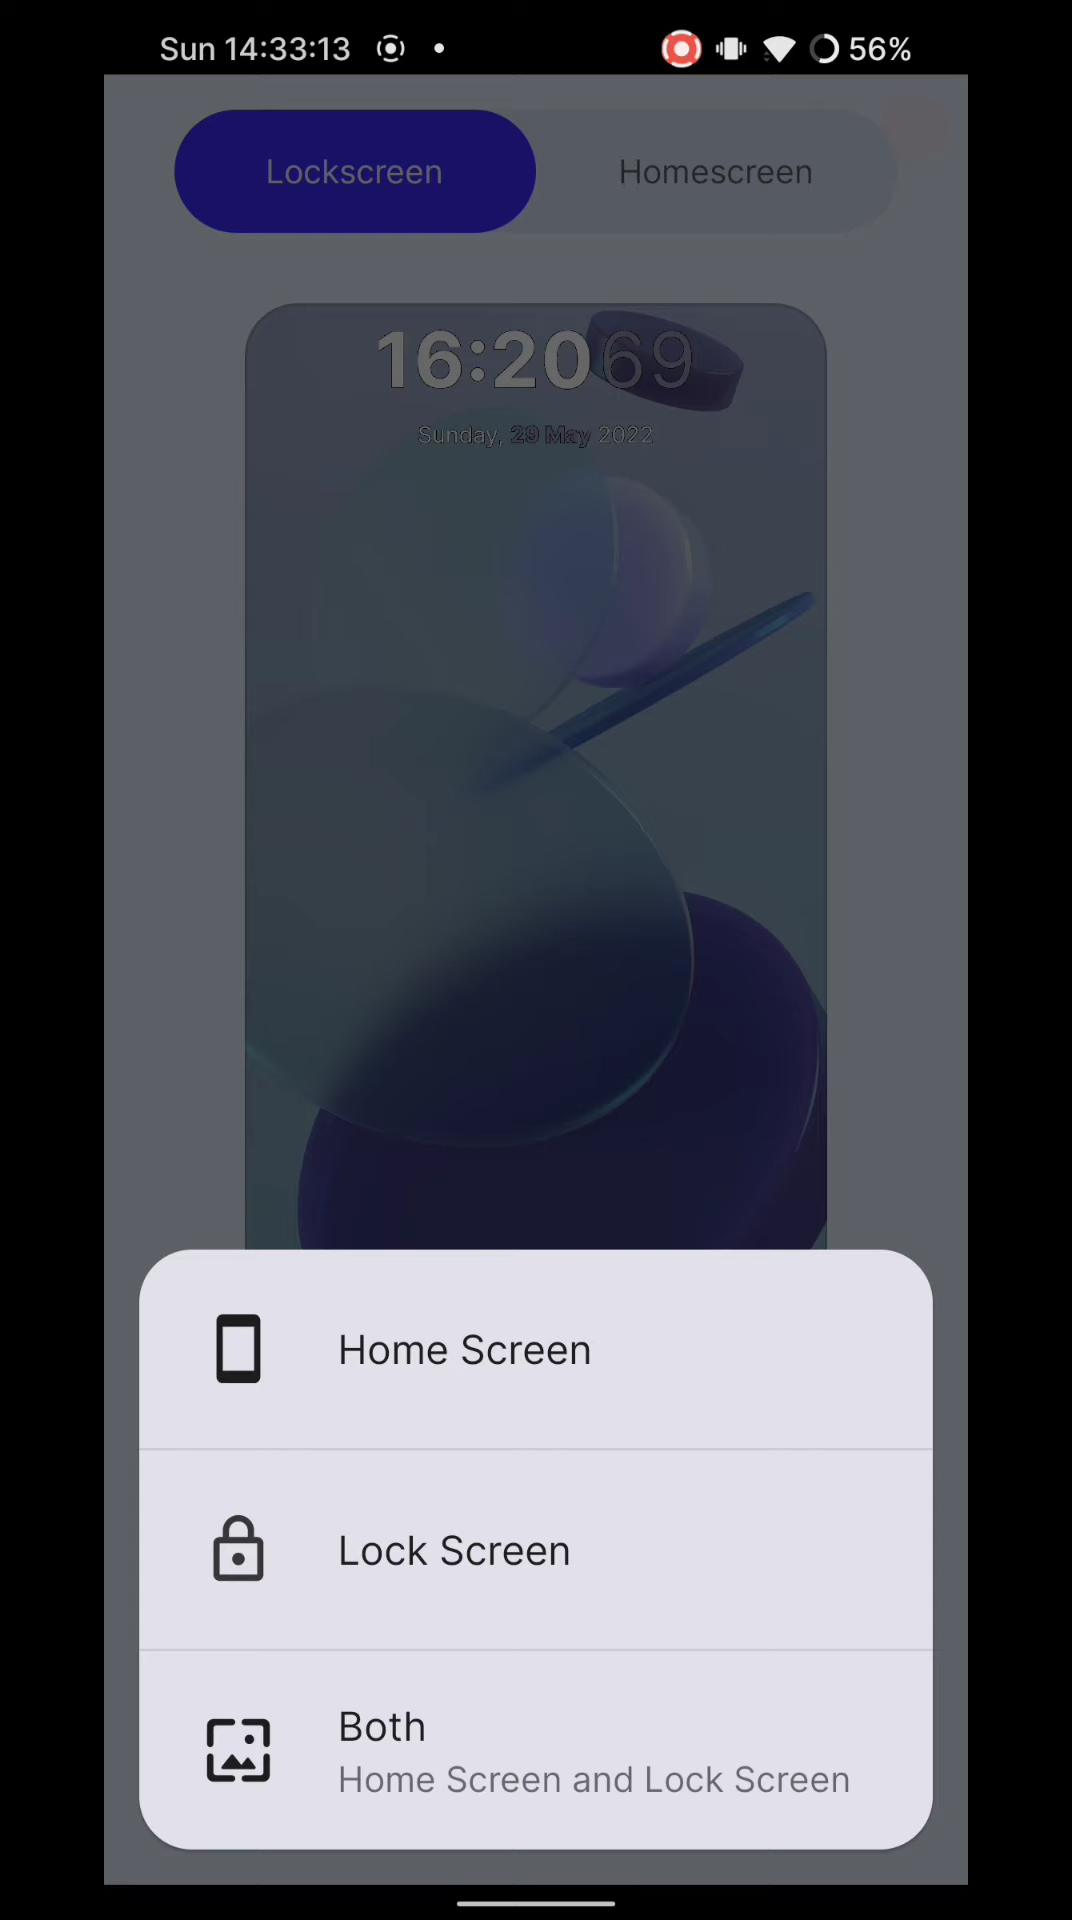 Sun 14:33:13 56%
Lockscreen Homescreen
16:20 69
Sunday, 29 May 2022
Home Screen
Lock Screen
Both
Home Screen and Lock Screen